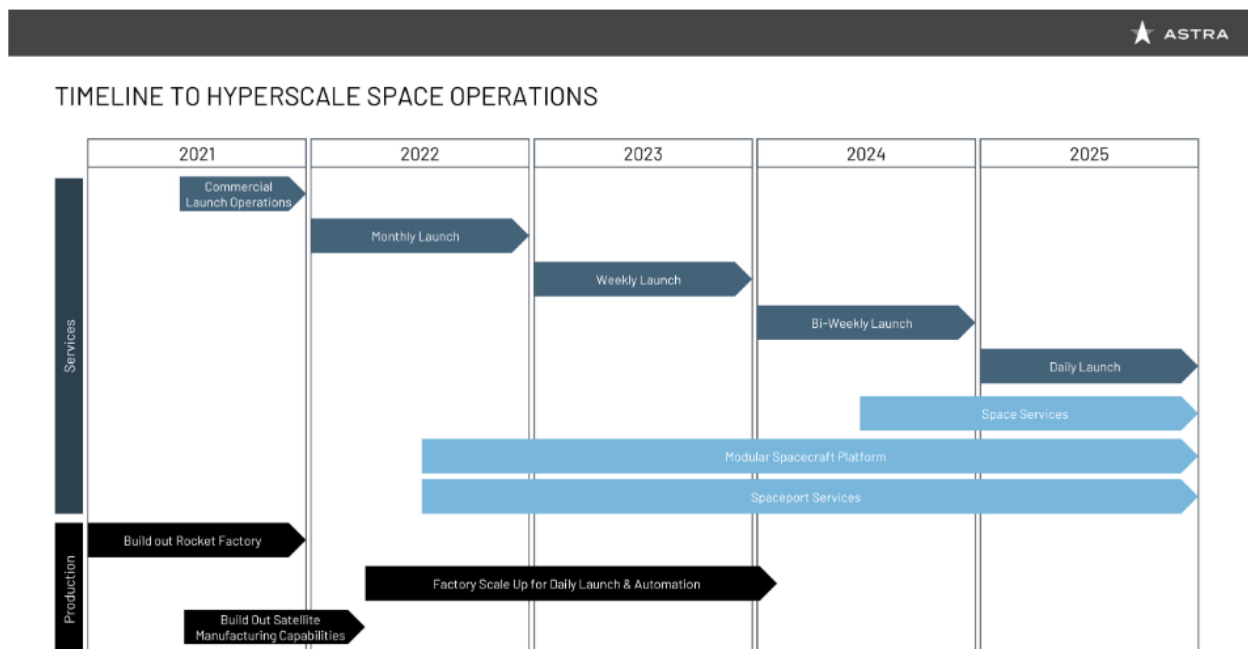 ASTRA
TIMELINE TO HYPERSCALE SPACE OPERATIONS
2021
2022
2023
2024
2025
Services
Commercial
Launch Operations
Monthly Launch
Weekly Launch
Bi-Weekly Launch
Daily Launch
Space Services
Modular Spacecraft Platform
Spaceport Services
Production
Build out Rocket Factory
Factory Scale Up for Daily Launch & Automation
Build Out Satellite
Manufacturing Capabilities